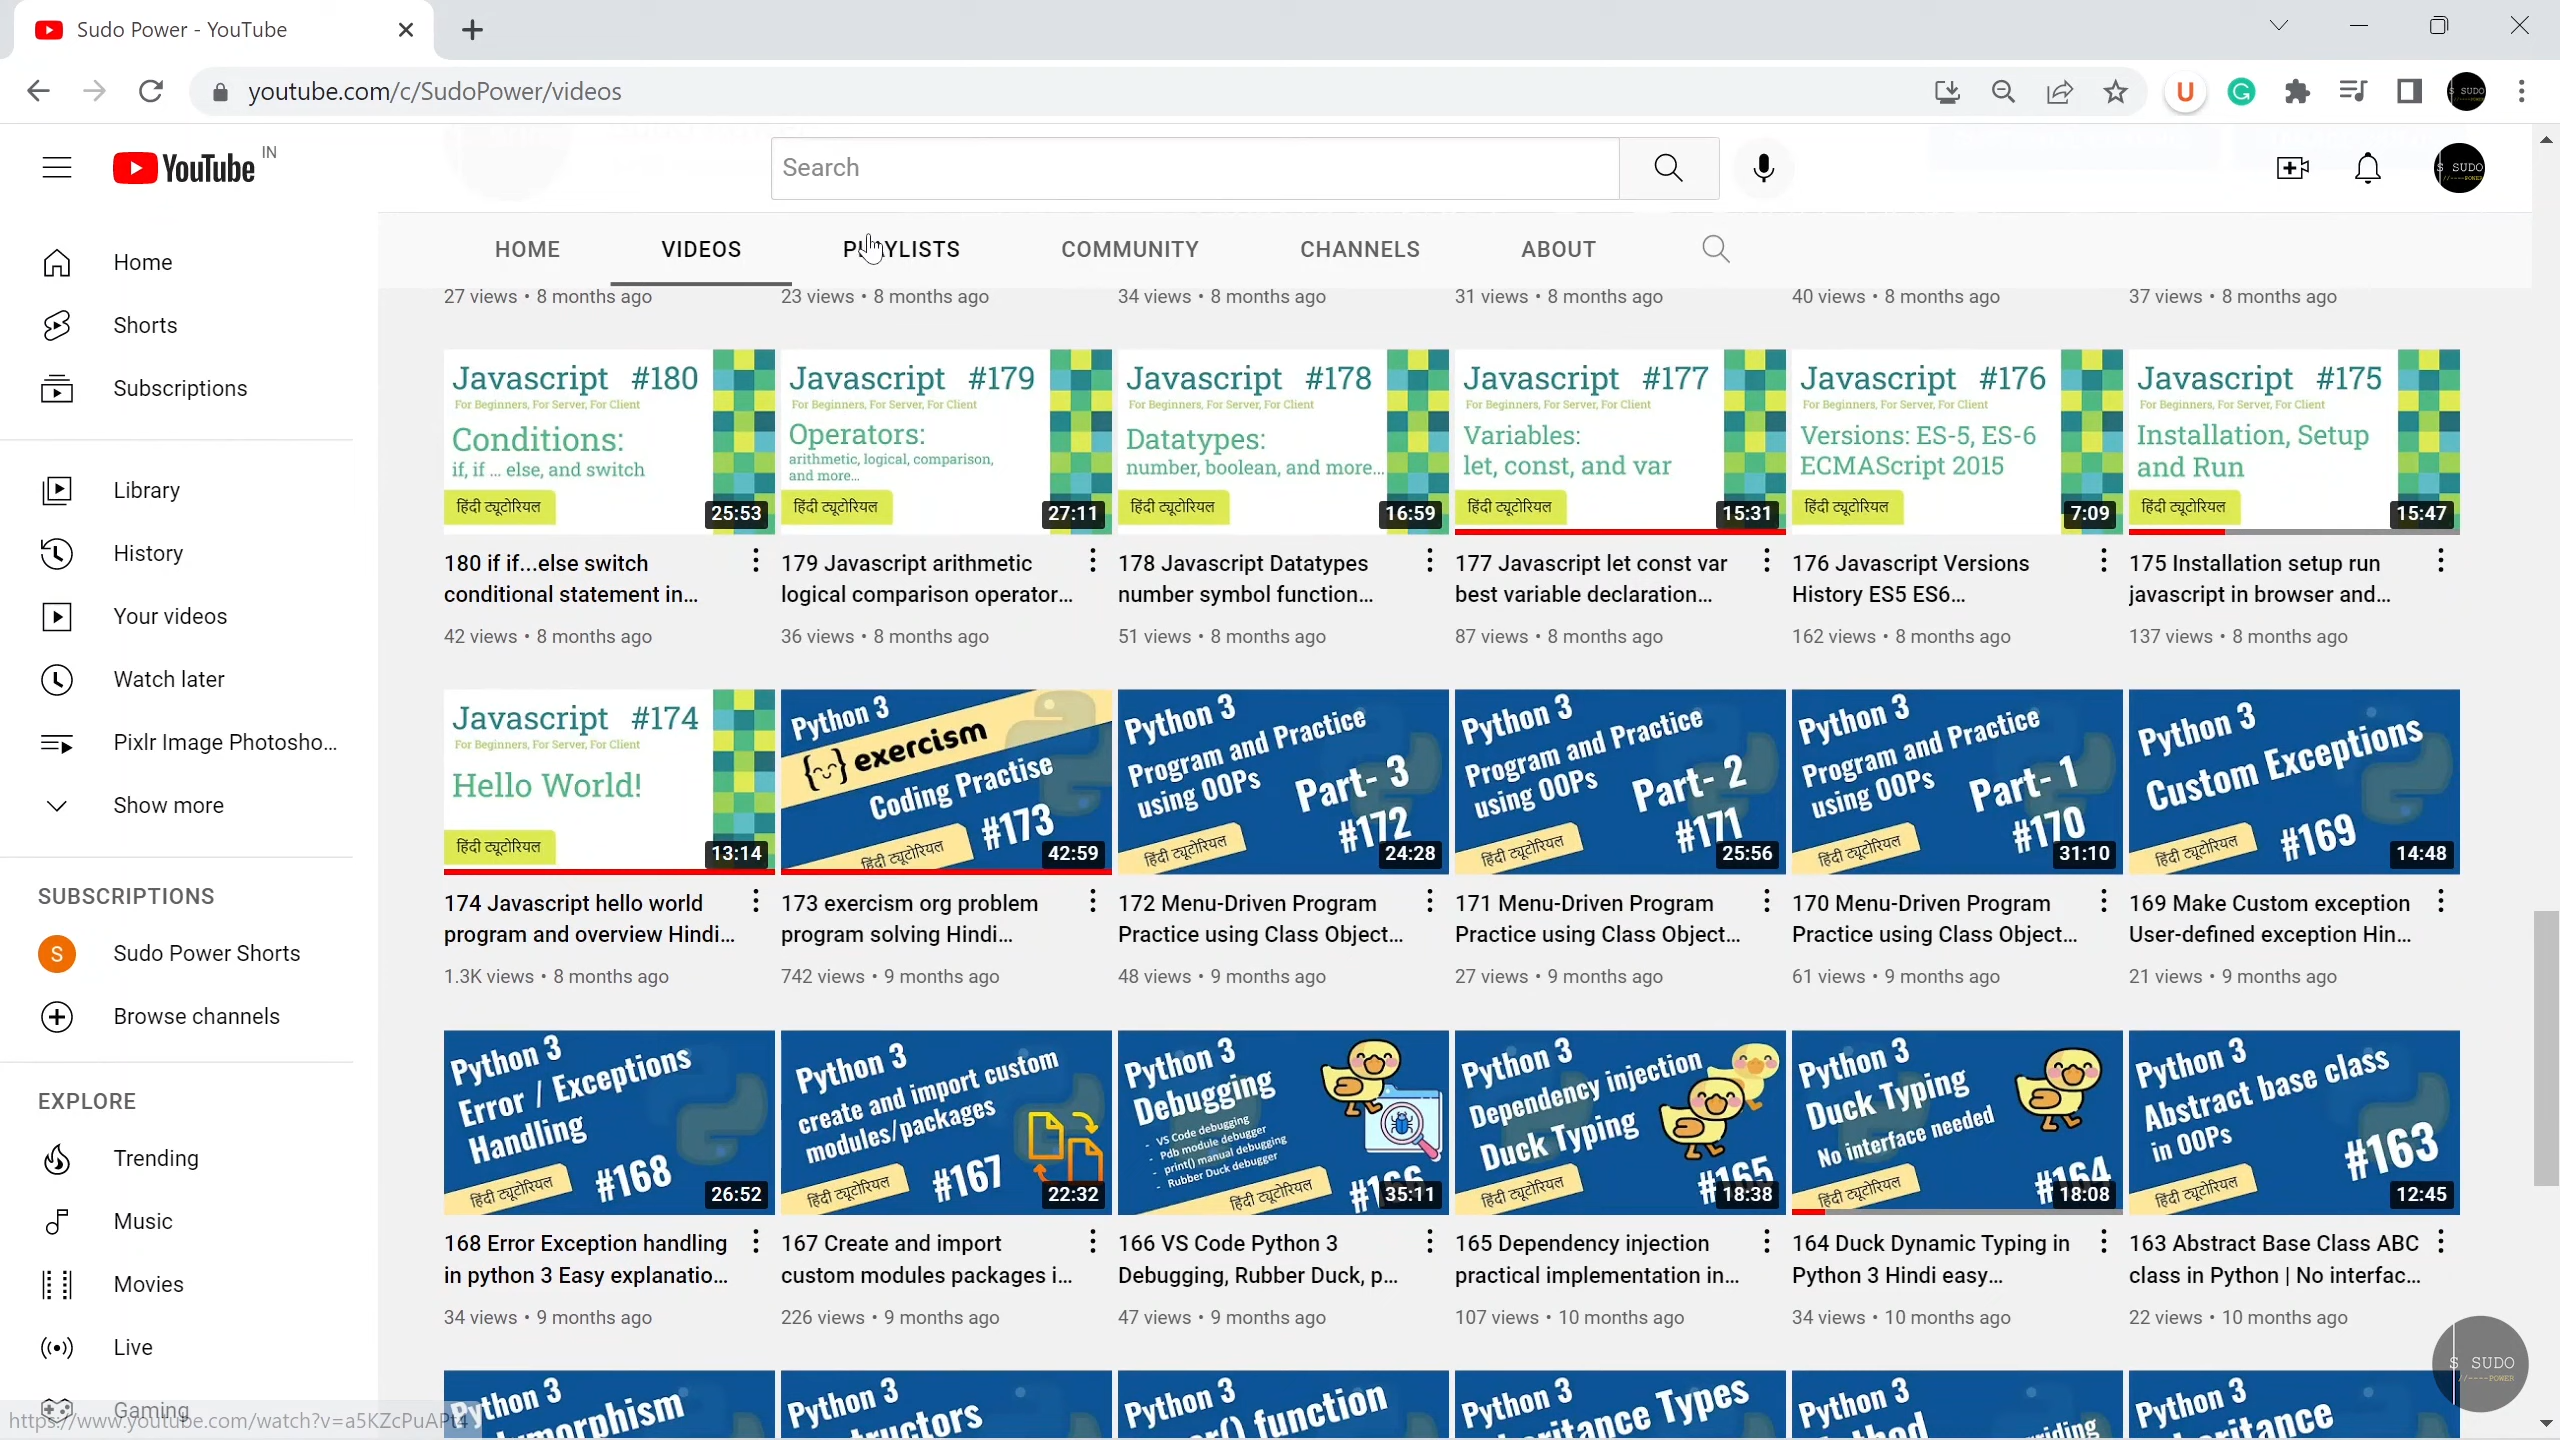 Sudo Power - YouTube
youtube.com/c/SudoPower/videos
YouTube IN
Search
HOME VIDEOS PLAYLISTS COMMUNITY CHANNELS ABOUT
Home
Shorts
Subscriptions
Library
History
Your videos
Watch later
Pixlr Image Photosho...
Show more
SUBSCRIPTIONS
S Sudo Power Shorts
Browse channels
EXPLORE
Trending
Music
Movies
Live
Gaming
https://www.youtube.com/watch?v=a5KZcPuAPt4
27 views • 8 months ago
23 views • 8 months ago
34 views • 8 months ago
31 views • 8 months ago
40 views • 8 months ago
37 views • 8 months ago
Javascript #180
For Beginners, For Server, For Client
Conditions:
if, if ... else, and switch
हिंदी ट्यूटोरियल
25:53
180 if if...else switch
conditional statement in...
42 views • 8 months ago
Javascript #179
For Beginners, For Server, For Client
Operators:
arithmetic, logical, comparison,
and more...
हिंदी ट्यूटोरियल
27:11
179 Javascript arithmetic
logical comparison operator...
36 views • 8 months ago
Javascript #178
For Beginners, For Server, For Client
Datatypes:
number, boolean, and more...
हिंदी ट्यूटोरियल
16:59
178 Javascript Datatypes
number symbol function...
51 views • 8 months ago
Javascript #177
For Beginners, For Server, For Client
Variables:
let, const, and var
हिंदी ट्यूटोरियल
15:31
177 Javascript let const var
best variable declaration...
87 views • 8 months ago
Javascript #176
For Beginners, For Server, For Client
Versions: ES-5, ES-6
ECMAScript 2015
हिंदी ट्यूटोरियल
7:09
176 Javascript Versions
History ES5 ES6...
162 views • 8 months ago
Javascript #175
For Beginners, For Server, For Client
Installation, Setup
and Run
हिंदी ट्यूटोरियल
15:47
175 Installation setup run
javascript in browser and...
137 views • 8 months ago
Javascript #174
For Beginners, For Server, For Client
Hello World!
हिंदी ट्यूटोरियल
13:14
174 Javascript hello world
program and overview Hindi...
1.3K views • 8 months ago
Python 3
exercism
Coding Practise
हिंदी ट्यूटोरियल
#173
42:59
173 exercism org problem
program solving Hindi...
742 views • 9 months ago
Python 3
Program and Practice
using OOPs
Part- 3
हिंदी ट्यूटोरियल
#172
24:28
172 Menu-Driven Program
Practice using Class Object...
48 views • 9 months ago
Python 3
Program and Practice
using OOPs
Part- 2
हिंदी ट्यूटोरियल
#171
25:56
171 Menu-Driven Program
Practice using Class Object...
27 views • 9 months ago
Python 3
Program and Practice
using OOPs
Part- 1
हिंदी ट्यूटोरियल
#170
31:10
170 Menu-Driven Program
Practice using Class Object...
61 views • 9 months ago
Python 3
Custom Exceptions
हिंदी ट्यूटोरियल
#169
14:48
169 Make Custom exception
User-defined exception Hin...
21 views • 9 months ago
Python 3
Error / Exceptions
Handling
हिंदी ट्यूटोरियल
#168
26:52
168 Error Exception handling
in python 3 Easy explanatio...
34 views • 9 months ago
Python 3
create and import custom
modules/packages
हिंदी ट्यूटोरियल
#167
22:32
167 Create and import
custom modules packages i...
226 views • 9 months ago
Python 3
Debugging
- VS Code debugging
- Pdb module debugger
- print() manual debugging
- Rubber Duck debugger
हिंदी ट्यूटोरियल
#166
35:11
166 VS Code Python 3
Debugging, Rubber Duck, p...
47 views • 9 months ago
Python 3
Dependency injection
Duck Typing
हिंदी ट्यूटोरियल
#165
18:38
165 Dependency injection
practical implementation in...
107 views • 10 months ago
Python 3
Duck Typing
No interface needed
हिंदी ट्यूटोरियल
#164
18:08
164 Duck Dynamic Typing in
Python 3 Hindi easy...
34 views • 10 months ago
Python 3
Abstract base class
in OOPs
हिंदी ट्यूटोरियल
#163
12:45
163 Abstract Base Class ABC
class in Python | No interfac...
22 views • 10 months ago
Python 3
Python 3
Python 3
function
Python 3
Types
Python 3
Python 3
S SUDO
//----POWER